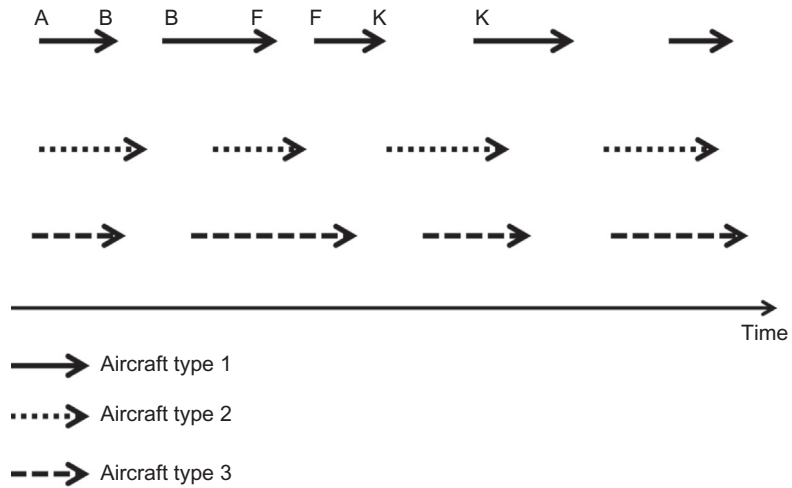 A B B F F K K
Time
Aircraft type 1
Aircraft type 2
Aircraft type 3